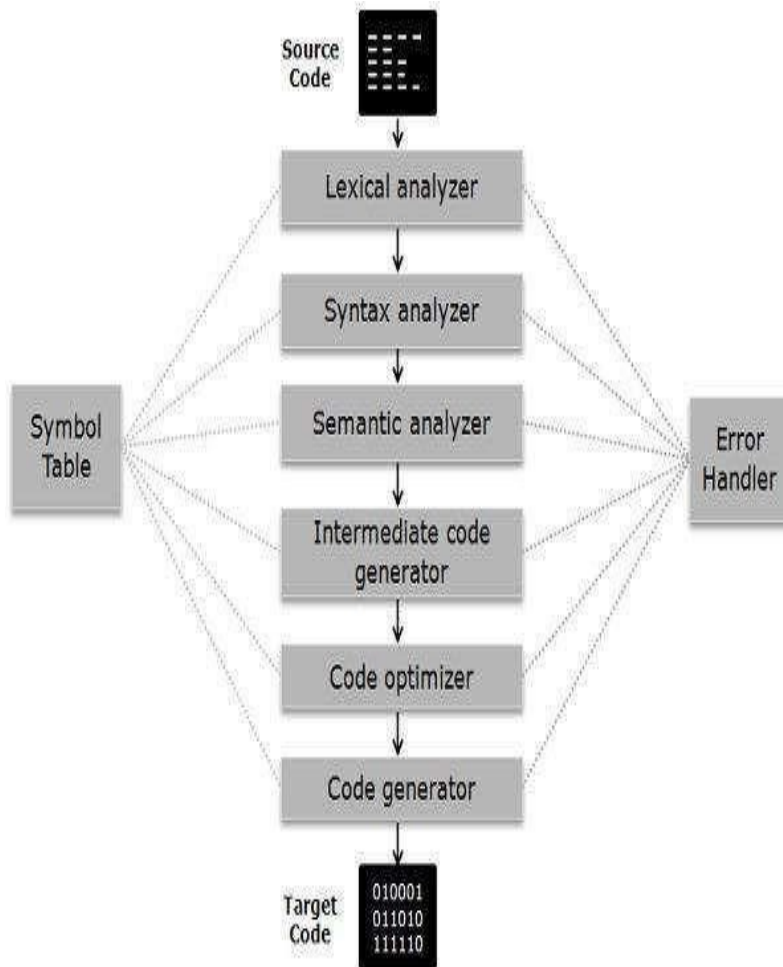 Source
Code
Lexical analyzer
Syntax analyzer
Semantic analyzer
Symbol
Table
Error
Handler
Intermediate code
generator
Code optimizer
Code generator
Target
Code
010001
011010
111110